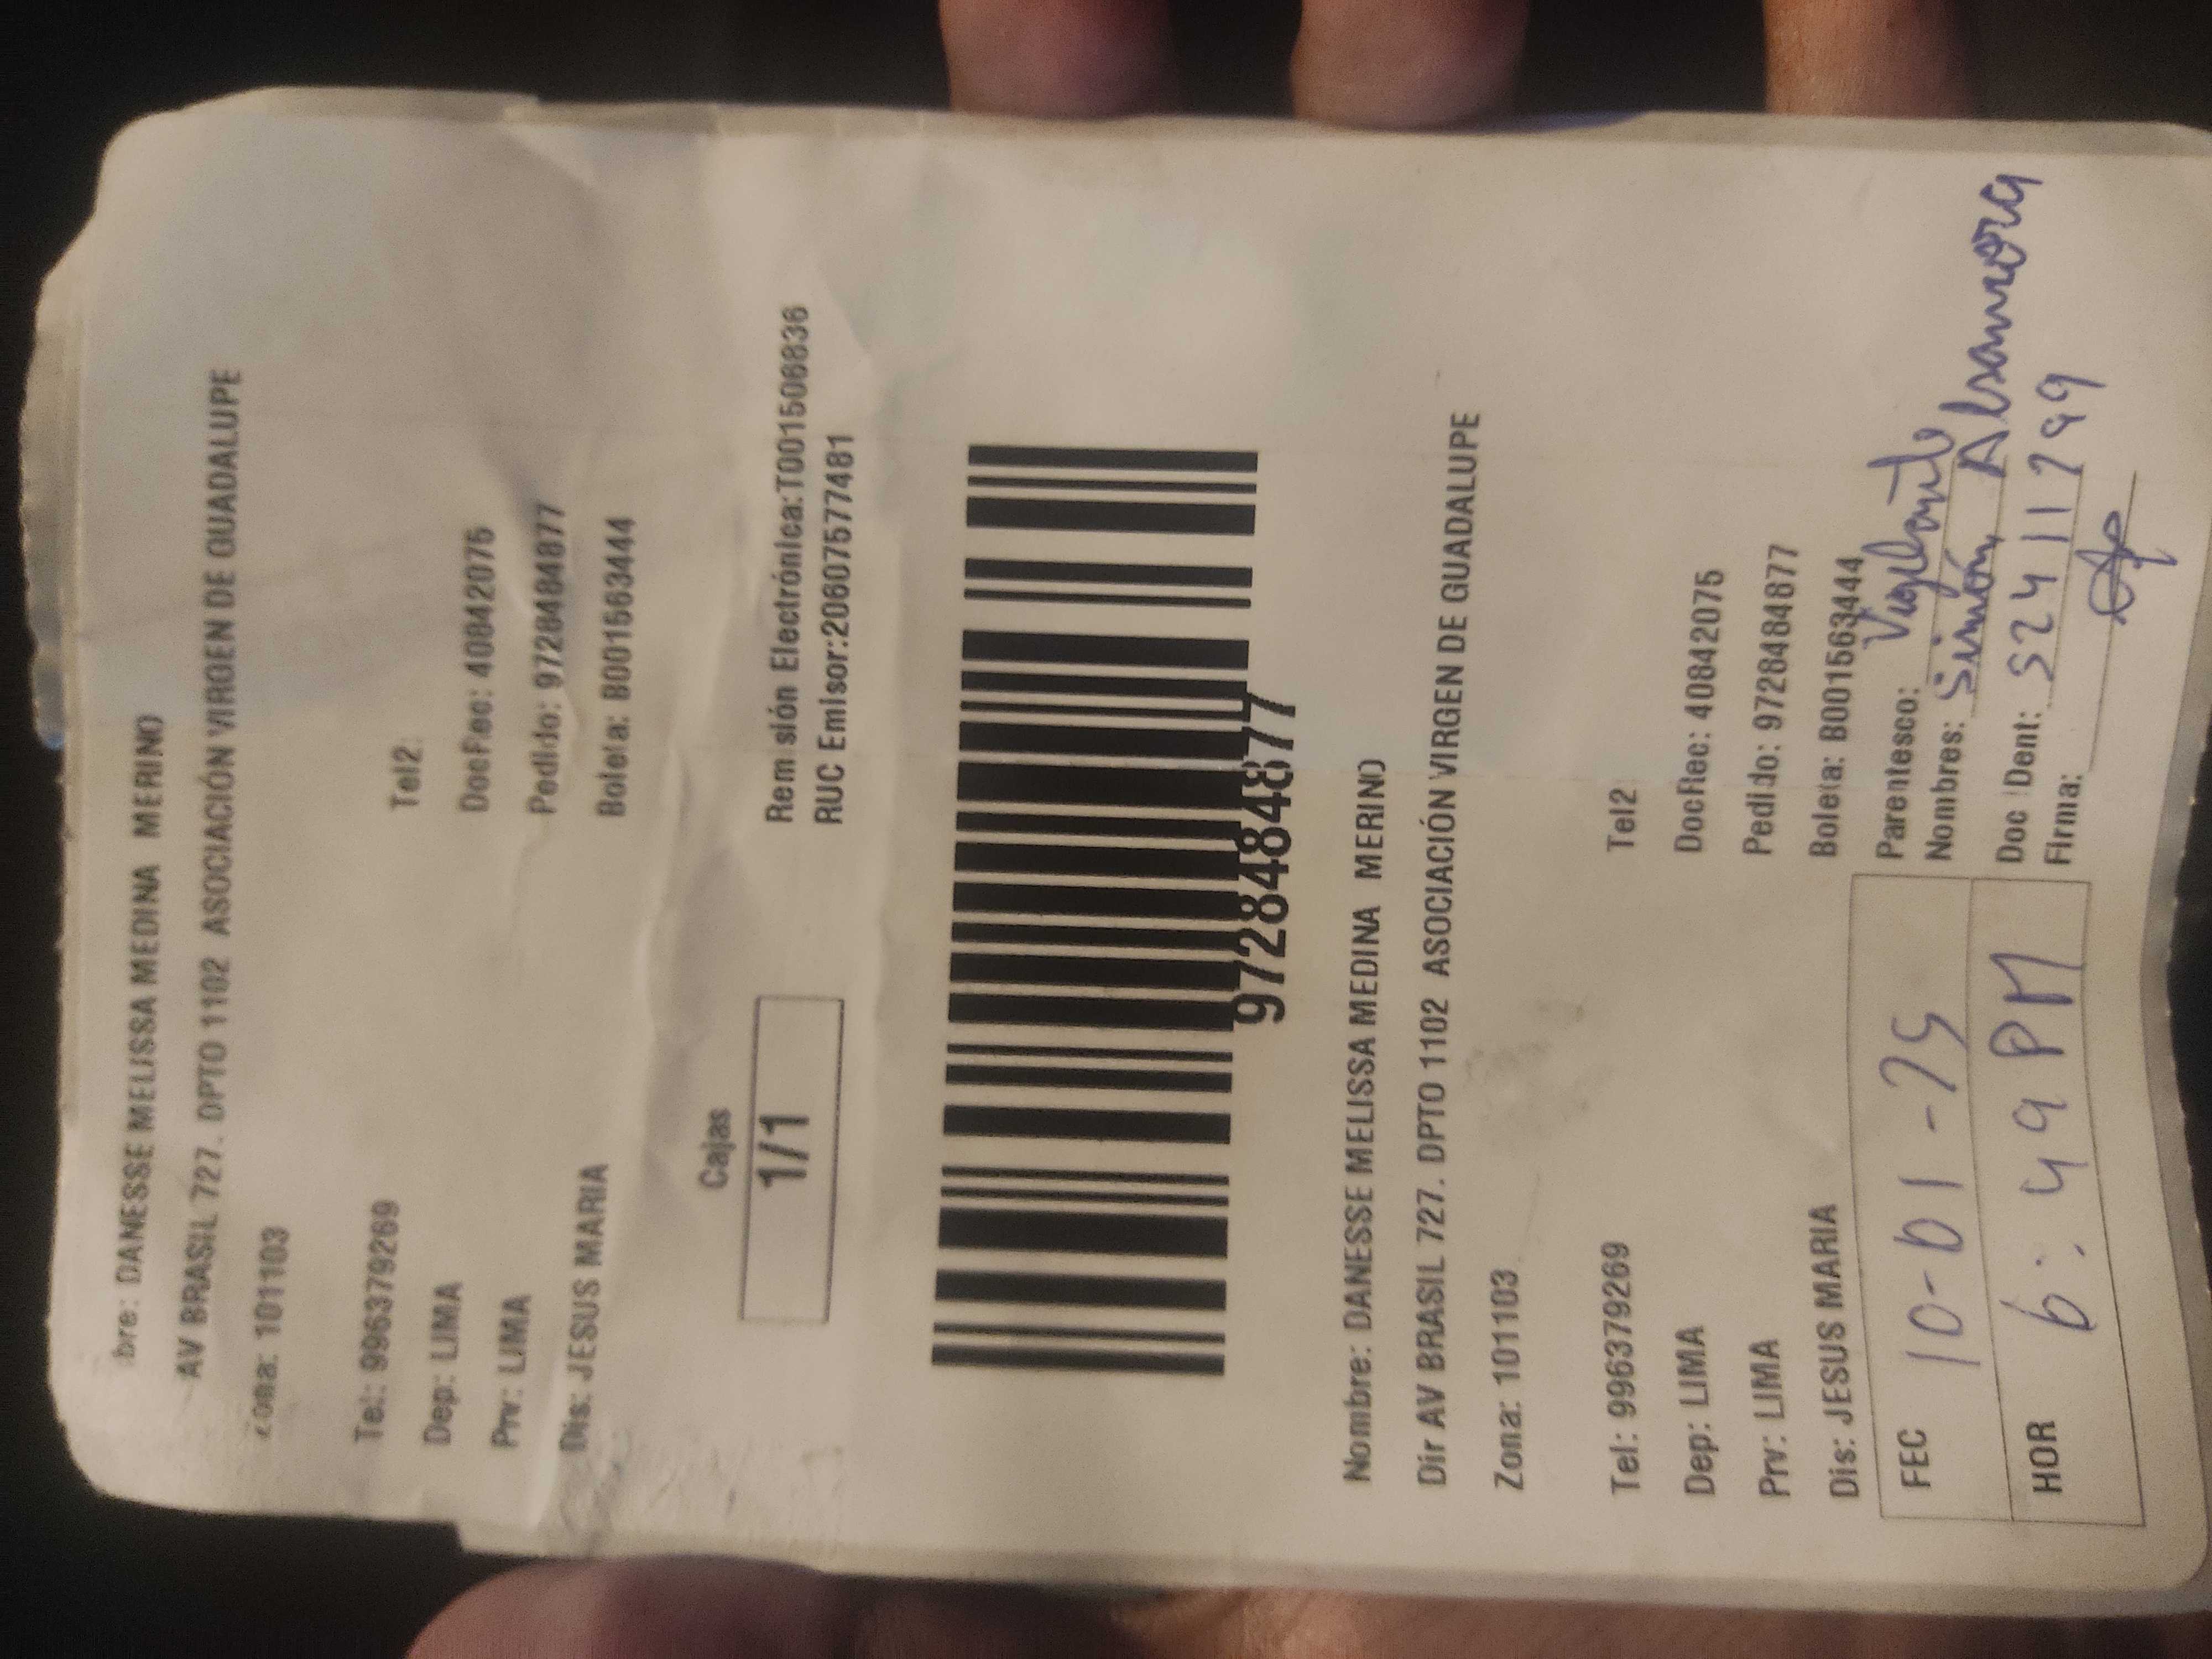 bre: DANESSE MELISSA MEDINA MERINO
AV BRASIL 727. DPTO 1102 ASOCIACIÓN VIRGEN DE GUADALUPE
Zona: 101103
Tel: 996379269 Tel2:
Dep: LIMA DocRec: 40842075
Prv: LIMA Pedido: 9728484877
Dis: JESUS MARIA Boleta: B001563444
Cajas
1/1
Remisión Electrónica:T001506836
RUC Emisor:20607577481
9728484877
Nombre: DANESSE MELISSA MEDINA MERINO
Dir AV BRASIL 727. DPTO 1102 ASOCIACIÓN VIRGEN DE GUADALUPE
Zona: 101103
Tel: 996379269 Tel2
Dep: LIMA DocRec: 40842075
Prv: LIMA Pedido: 9728484877
Dis: JESUS MARIA Boleta: B001563444
FEC 10-01-25 Parentesco: Vigilante
Nombres: Simón
HOR 6:49 PM Doc Ident:
Firma: